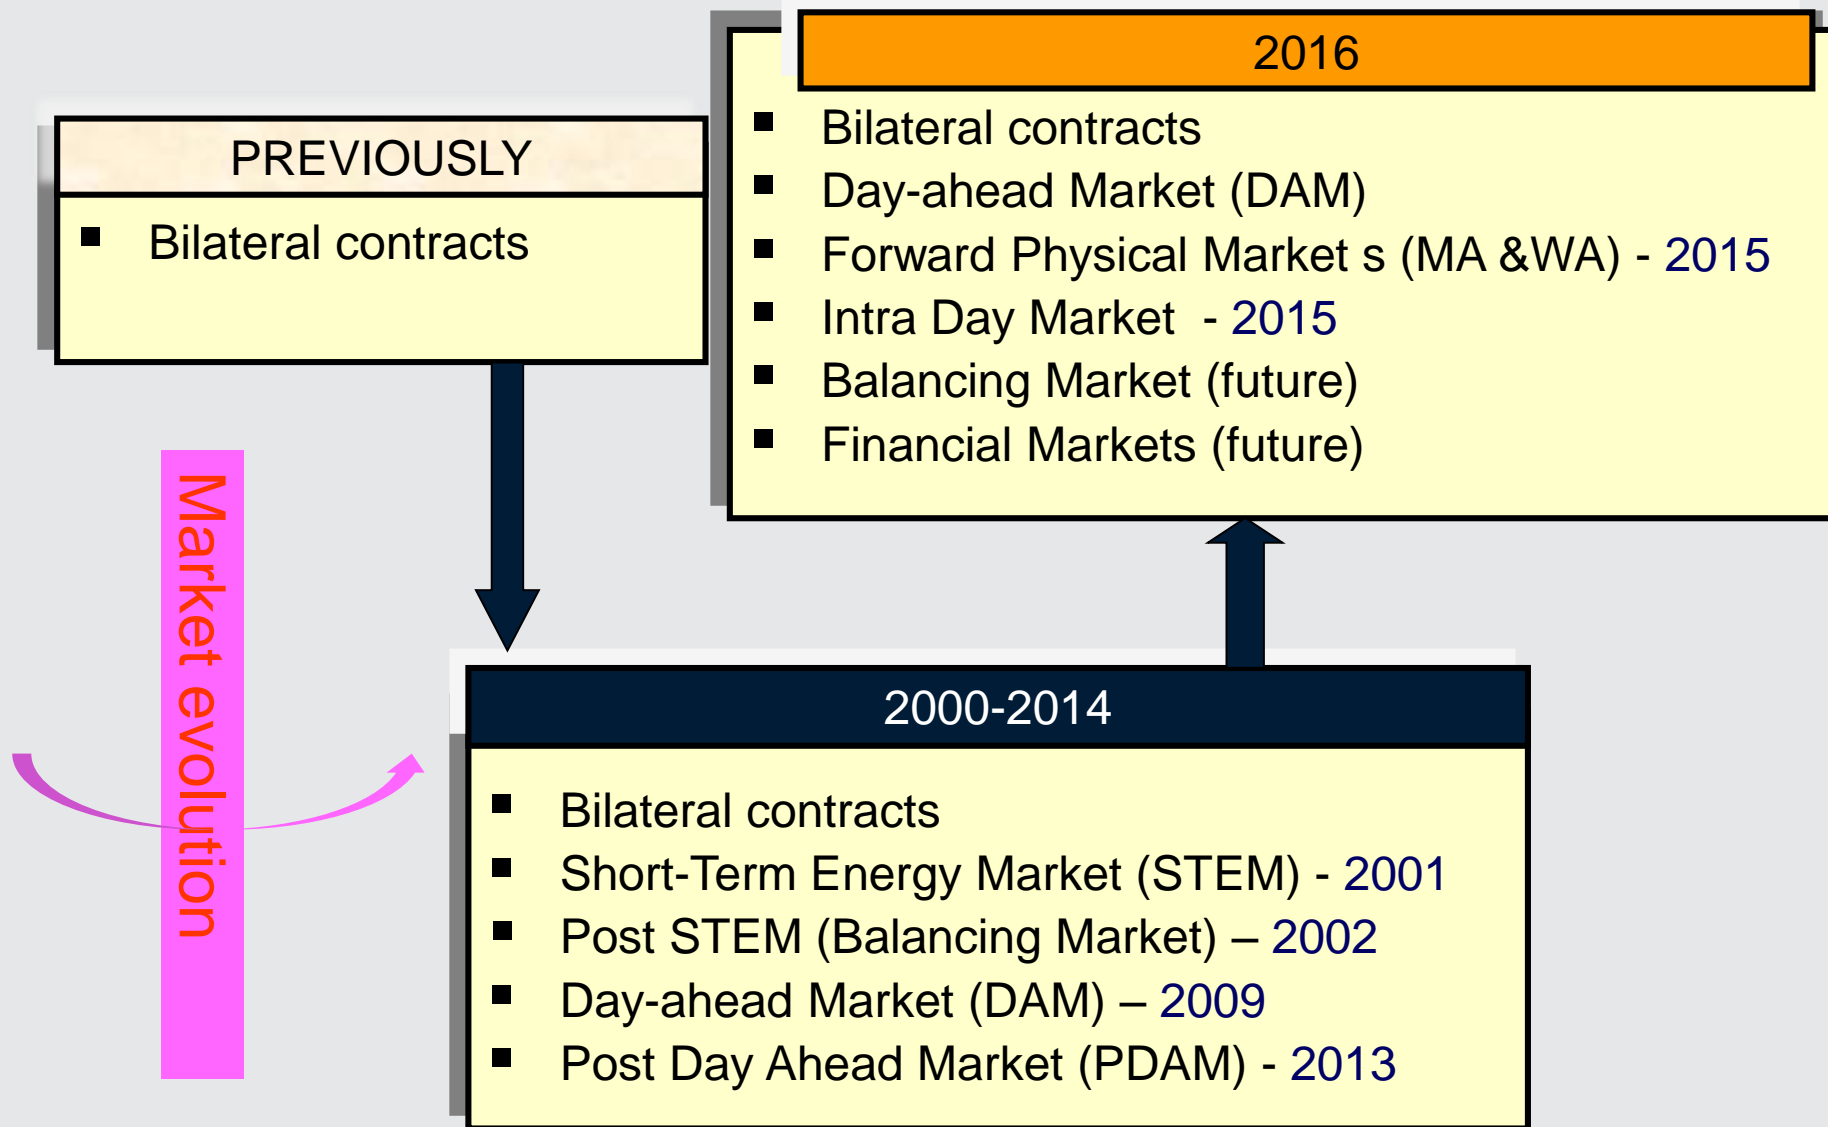 PREVIOUSLY
■ Bilateral contracts
2016
■ Bilateral contracts
■ Day-ahead Market (DAM)
■ Forward Physical Market s (MA &WA) - 2015
■ Intra Day Market - 2015
■ Balancing Market (future)
■ Financial Markets (future)
Market evolution
2000-2014
■ Bilateral contracts
■ Short-Term Energy Market (STEM) - 2001
■ Post STEM (Balancing Market) – 2002
■ Day-ahead Market (DAM) – 2009
■ Post Day Ahead Market (PDAM) - 2013